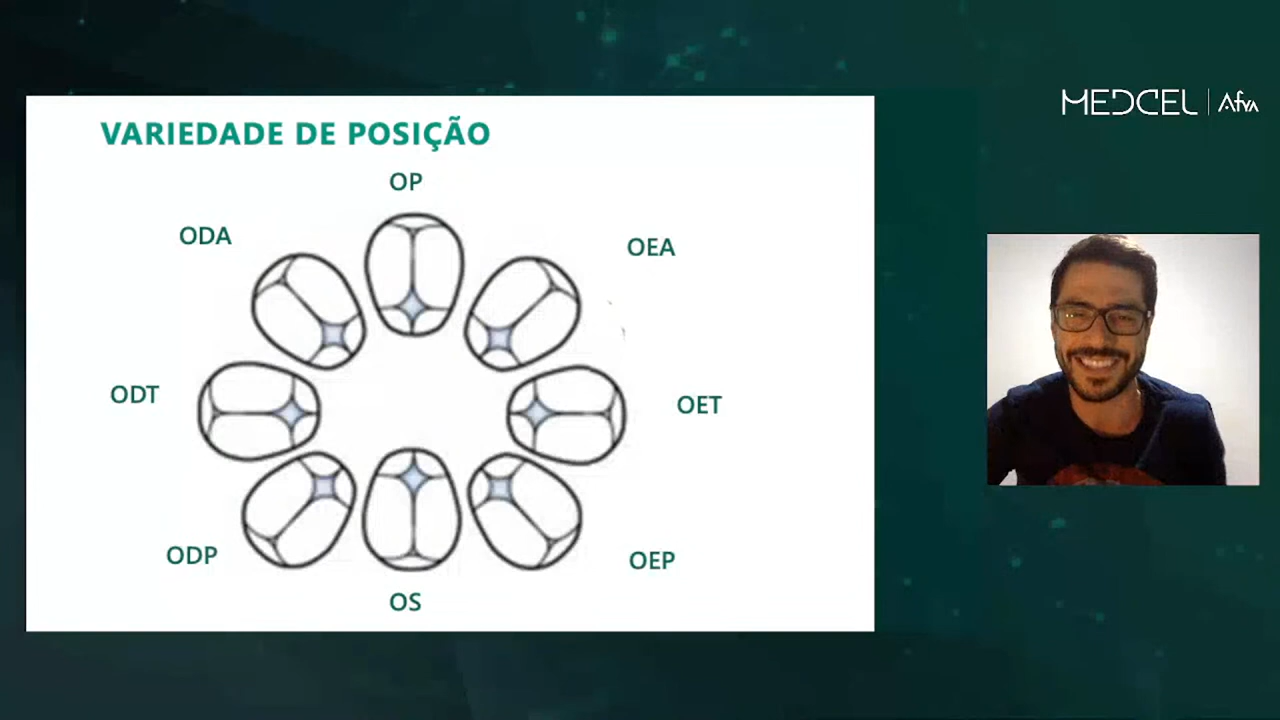 MEDCEL | Afya
VARIEDADE DE POSIÇÃO
OP
ODA
OEA
ODT
OET
ODP
OEP
OS